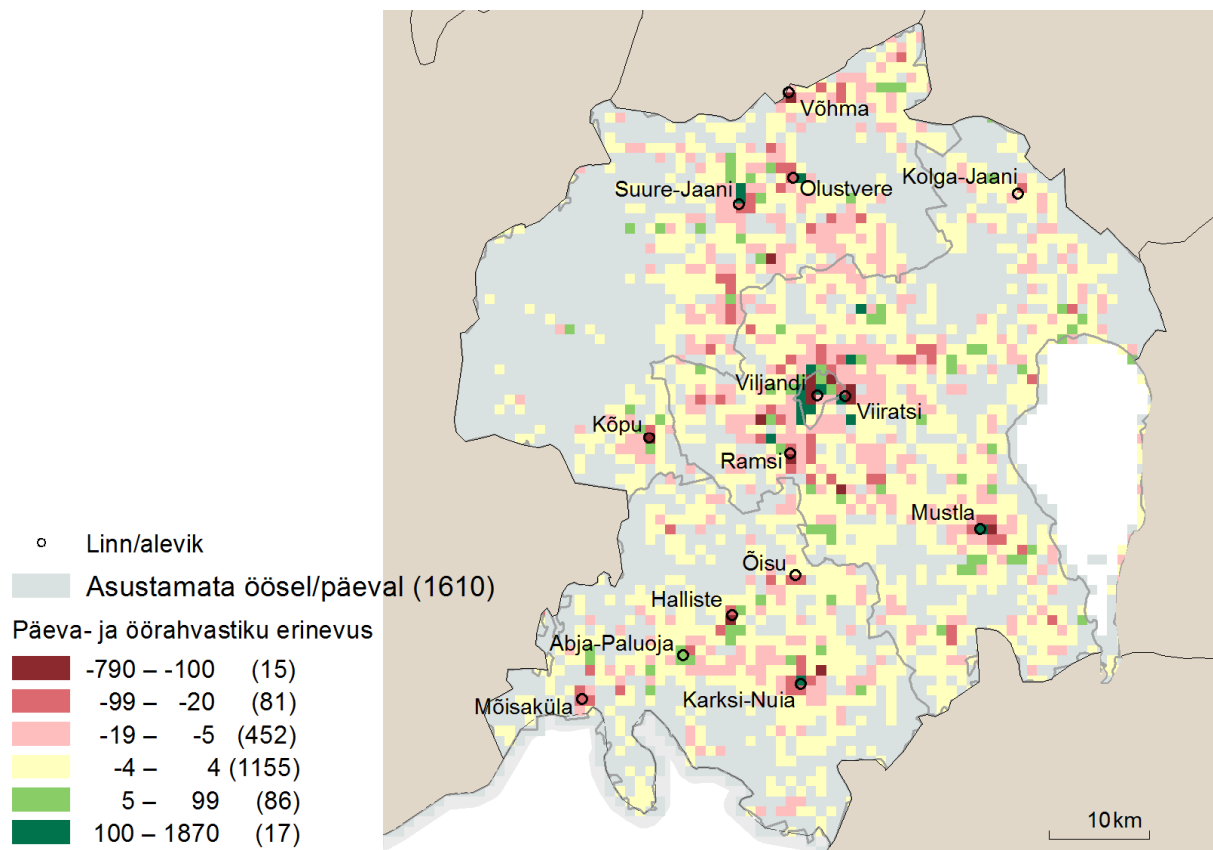 Võhma
Suure-Jaani
Olustvere
Kolga-Jaani
Viljandi
Viiratsi
Kõpu
Ramsi
Mustla
Õisu
Halliste
Abja-Paluoja
Mõisaküla
Karksi-Nuia
10 km
Linn/alevik
Asustamata öösel/päeval (1610)
Päeva- ja öörahvastiku erinevus
-790 – -100 (15)
-99 – -20 (81)
-19 – -5 (452)
-4 – 4 (1155)
5 – 99 (86)
100 – 1870 (17)